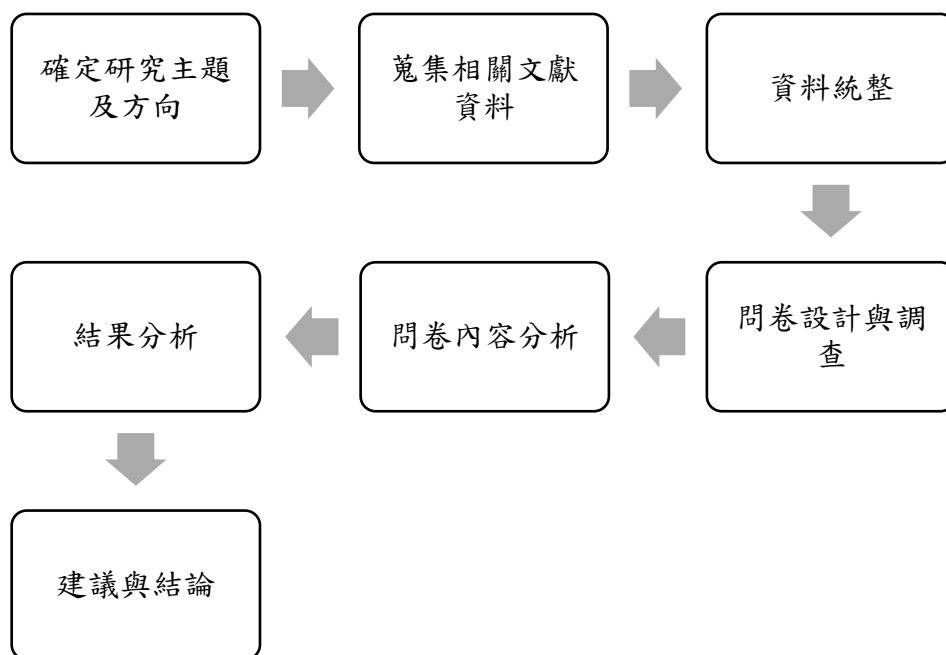 確定研究主題
及方向
蒐集相關文獻
資料
資料統整
問卷設計與調
查
問卷內容分析
結果分析
建議與結論